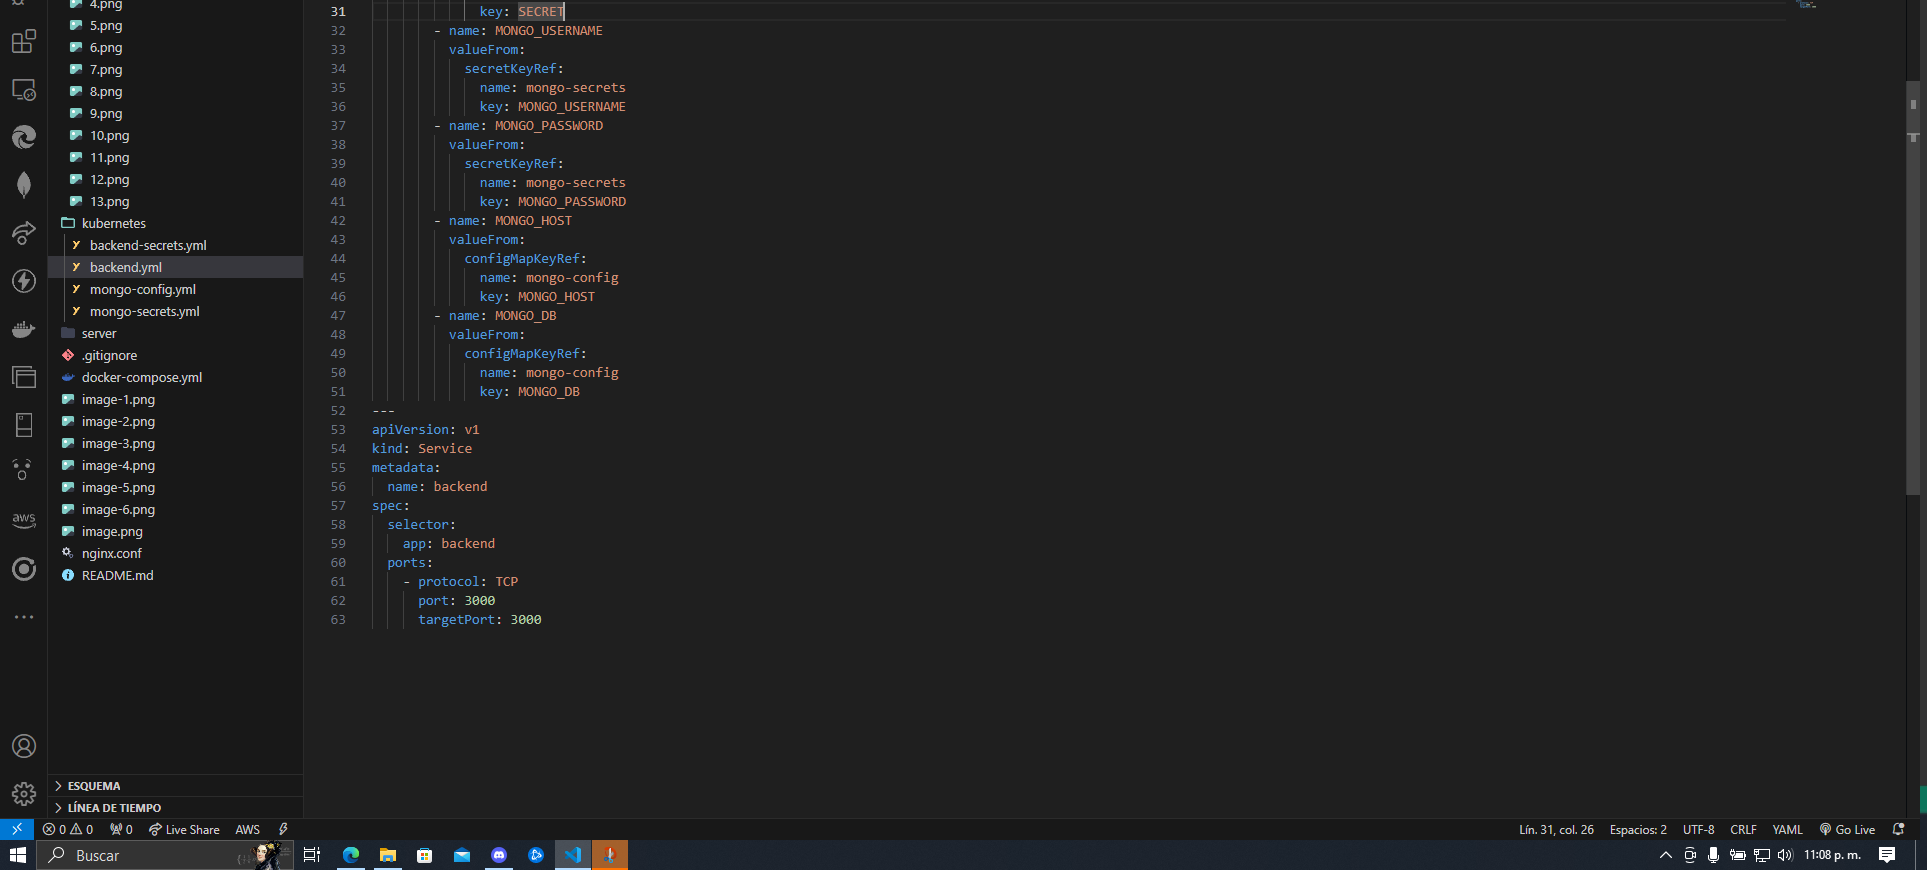 4.png
5.png
6.png
7.png
8.png
9.png
10.png
11.png
12.png
13.png
kubernetes
backend-secrets.yml
backend.yml
mongo-config.yml
mongo-secrets.yml
server
.gitignore
docker-compose.yml
image-1.png
image-2.png
image-3.png
image-4.png
image-5.png
image-6.png
image.png
nginx.conf
README.md
aws
ESQUEMA
LÍNEA DE TIEMPO
31 key: SECRET
32 - name: MONGO_USERNAME
33 valueFrom:
34 secretKeyRef:
35 name: mongo-secrets
36 key: MONGO_USERNAME
37 - name: MONGO_PASSWORD
38 valueFrom:
39 secretKeyRef:
40 name: mongo-secrets
41 key: MONGO_PASSWORD
42 - name: MONGO_HOST
43 valueFrom:
44 configMapKeyRef:
45 name: mongo-config
46 key: MONGO_HOST
47 - name: MONGO_DB
48 valueFrom:
49 configMapKeyRef:
50 name: mongo-config
51 key: MONGO_DB
52 ---
53 apiVersion: v1
54 kind: Service
55 metadata:
56 name: backend
57 spec:
58 selector:
59 app: backend
60 ports:
61 - protocol: TCP
62 port: 3000
63 targetPort: 3000
0 0 0 Live Share AWS Lín. 31, col. 26 Espacios: 2 UTF-8 CRLF YAML Go Live
Buscar 11:08 p. m.